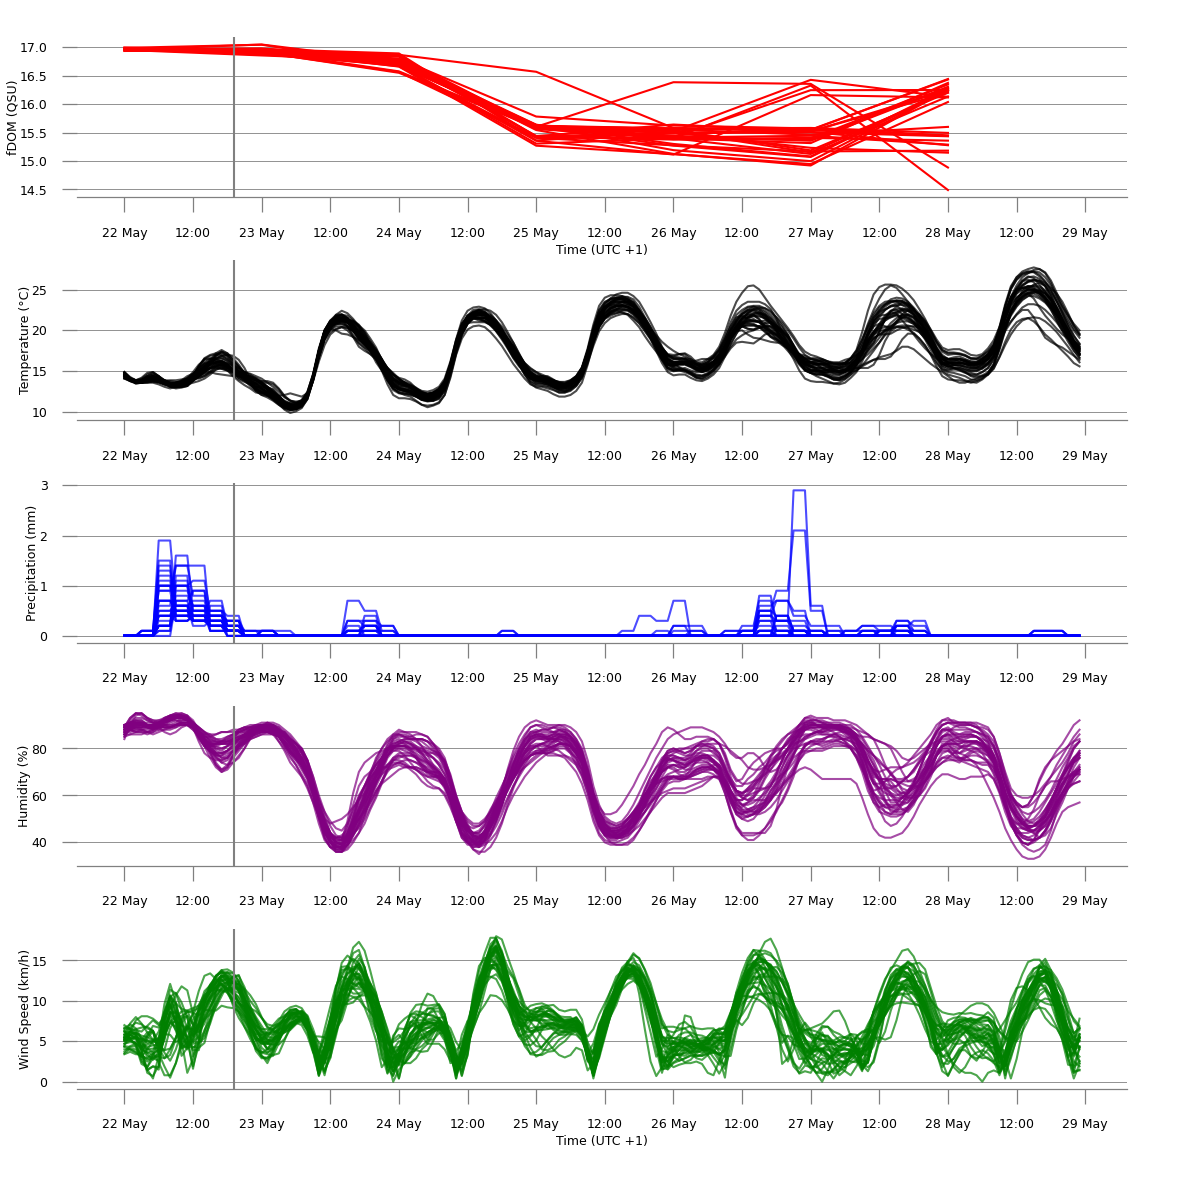 fDOM (QSU)
17.0
16.5
16.0
15.5
15.0
14.5
22 May 12:00 23 May 12:00 24 May 12:00 25 May 12:00 26 May 12:00 27 May 12:00 28 May 12:00 29 May
Time (UTC +1)
Temperature (°C)
25
20
15
10
22 May 12:00 23 May 12:00 24 May 12:00 25 May 12:00 26 May 12:00 27 May 12:00 28 May 12:00 29 May
Precipitation (mm)
3
2
1
0
22 May 12:00 23 May 12:00 24 May 12:00 25 May 12:00 26 May 12:00 27 May 12:00 28 May 12:00 29 May
Humidity (%)
80
60
40
22 May 12:00 23 May 12:00 24 May 12:00 25 May 12:00 26 May 12:00 27 May 12:00 28 May 12:00 29 May
Wind Speed (km/h)
15
10
5
0
22 May 12:00 23 May 12:00 24 May 12:00 25 May 12:00 26 May 12:00 27 May 12:00 28 May 12:00 29 May
Time (UTC +1)